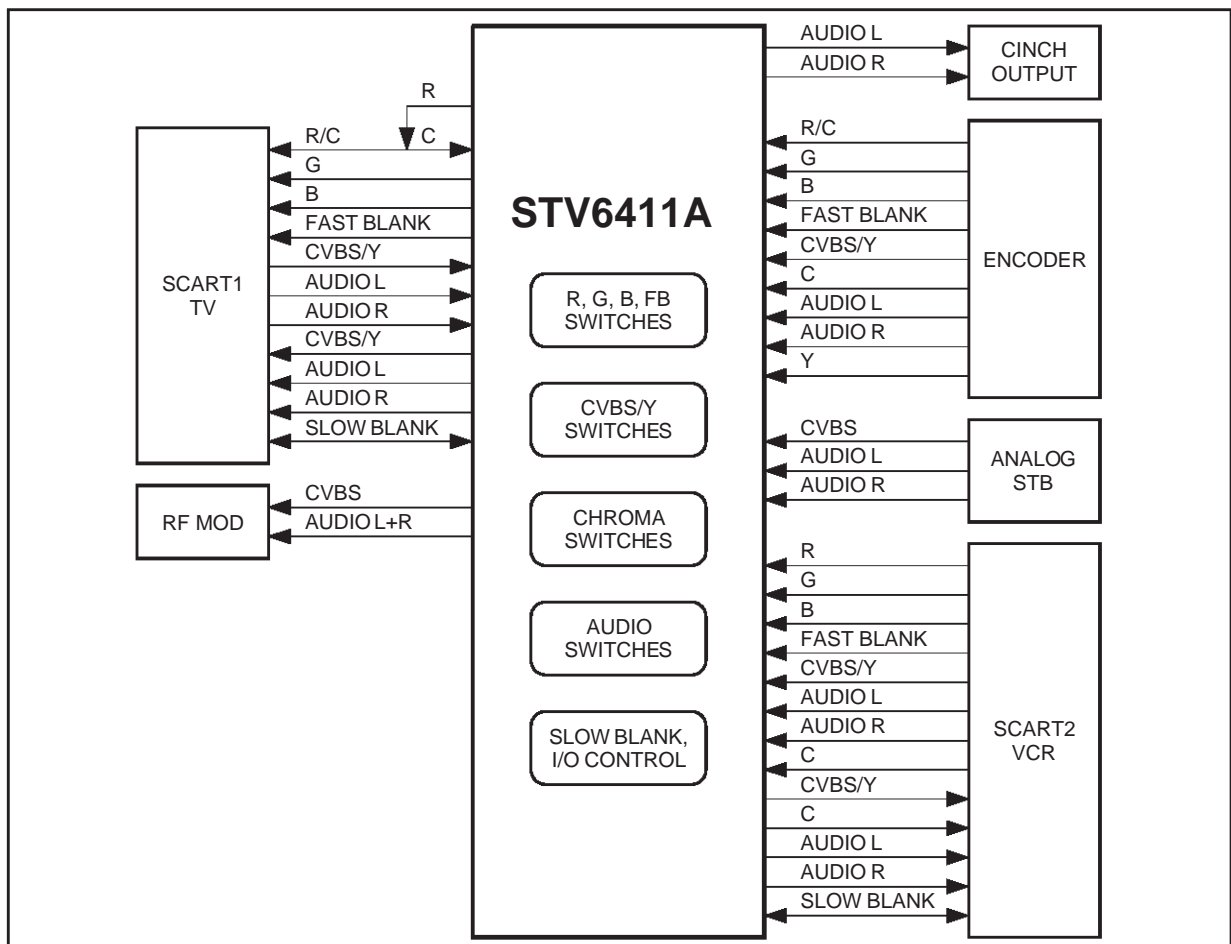 R
R/C
C
G
B
FAST BLANK
CVBS/Y
AUDIO L
AUDIO R
CVBS/Y
AUDIO L
AUDIO R
SLOW BLANK
SCART1
TV
CVBS
AUDIO L+R
RF MOD
STV6411A
R, G, B, FB
SWITCHES
CVBS/Y
SWITCHES
CHROMA
SWITCHES
AUDIO
SWITCHES
SLOW BLANK,
I/O CONTROL
AUDIO L
AUDIO R
CINCH
OUTPUT
R/C
G
B
FAST BLANK
CVBS/Y
C
AUDIO L
AUDIO R
Y
ENCODER
CVBS
AUDIO L
AUDIO R
ANALOG
STB
R
G
B
FAST BLANK
CVBS/Y
AUDIO L
AUDIO R
C
CVBS/Y
C
AUDIO L
AUDIO R
SLOW BLANK
SCART2
VCR